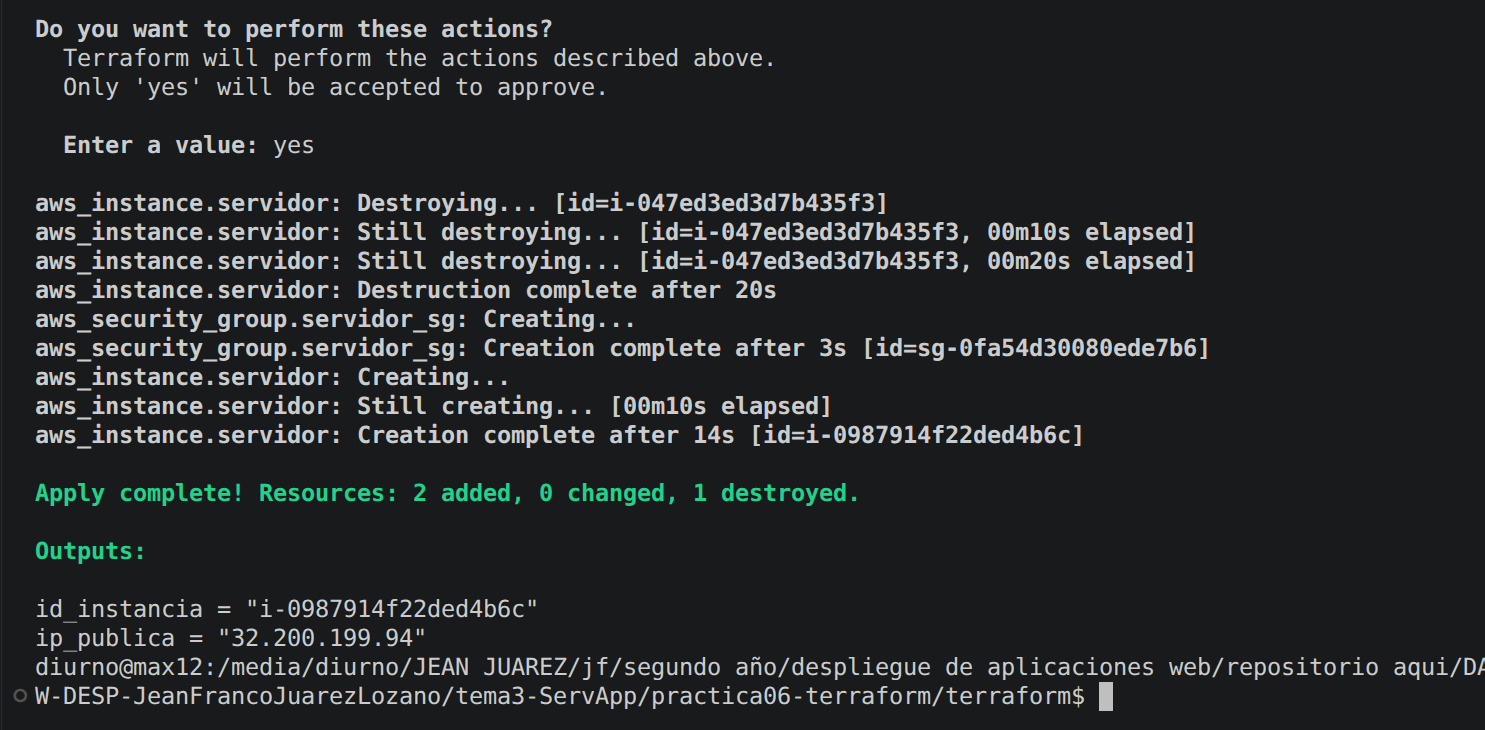 Do you want to perform these actions?
Terraform will perform the actions described above.
Only 'yes' will be accepted to approve.
Enter a value: yes
aws_instance.servidor: Destroying... [id=i-047ed3ed3d7b435f3]
aws_instance.servidor: Still destroying... [id=i-047ed3ed3d7b435f3, 00m10s elapsed]
aws_instance.servidor: Still destroying... [id=i-047ed3ed3d7b435f3, 00m20s elapsed]
aws_instance.servidor: Destruction complete after 20s
aws_security_group.servidor_sg: Creating...
aws_security_group.servidor_sg: Creation complete after 3s [id=sg-0fa54d30080ede7b6]
aws_instance.servidor: Creating...
aws_instance.servidor: Still creating... [00m10s elapsed]
aws_instance.servidor: Creation complete after 14s [id=i-0987914f22ded4b6c]
Apply complete! Resources: 2 added, 0 changed, 1 destroyed.
Outputs:
id_instancia = "i-0987914f22ded4b6c"
ip_publica = "32.200.199.94"
diurno@max12:/media/diurno/JEAN JUAREZ/jf/segundo año/despliegue de aplicaciones web/repositorio aqui/DA
W-DESP-JeanFrancoJuarezLozano/tema3-ServApp/practica06-terraform/terraform$